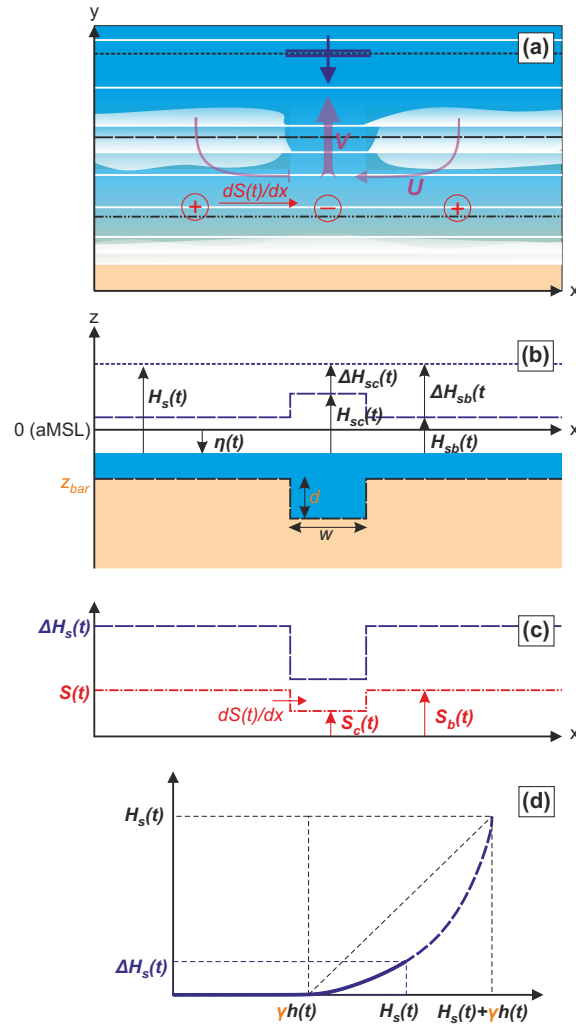 y
(a)
V
U
dS(t)/dx
+
−
+
x
z
(b)
ΔHsc(t)
Hs(t)
ΔHsb(t
Hsc(t)
0 (aMSL)
x
η(t)
Hsb(t)
zbar
d
w
ΔHs(t)
(c)
S(t)
dS(t)/dx
Sc(t)
Sb(t)
x
(d)
Hs(t)
ΔHs(t)
γh(t)
Hs(t)
Hs(t)+γh(t)